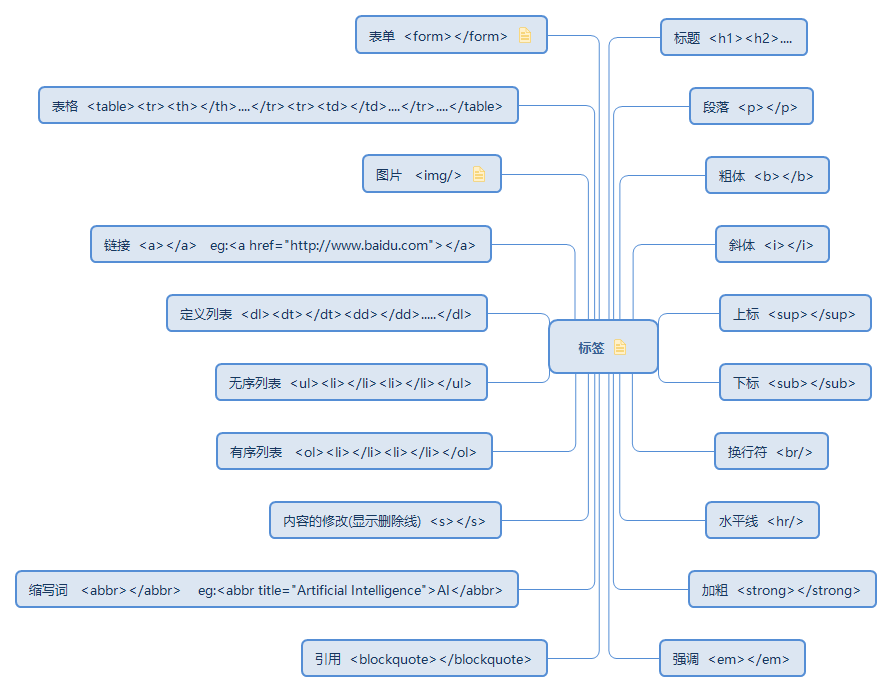 表单 <form></form>
表格 <table><tr><th></th>....</tr><tr><td></td>....</tr>....</table>
图片 <img/>
链接 <a></a> eg:<a href="http://www.baidu.com"></a>
定义列表 <dl><dt></dt><dd></dd>.....</dl>
无序列表 <ul><li></li><li></li></ul>
有序列表 <ol><li></li><li></li></ol>
内容的修改(显示删除线) <s></s>
缩写词 <abbr></abbr> eg:<abbr title="Artificial Intelligence">AI</abbr>
引用 <blockquote></blockquote>
标签
标题 <h1><h2>....
段落 <p></p>
粗体 <b></b>
斜体 <i></i>
上标 <sup></sup>
下标 <sub></sub>
换行符 <br/>
水平线 <hr/>
加粗 <strong></strong>
强调 <em></em>